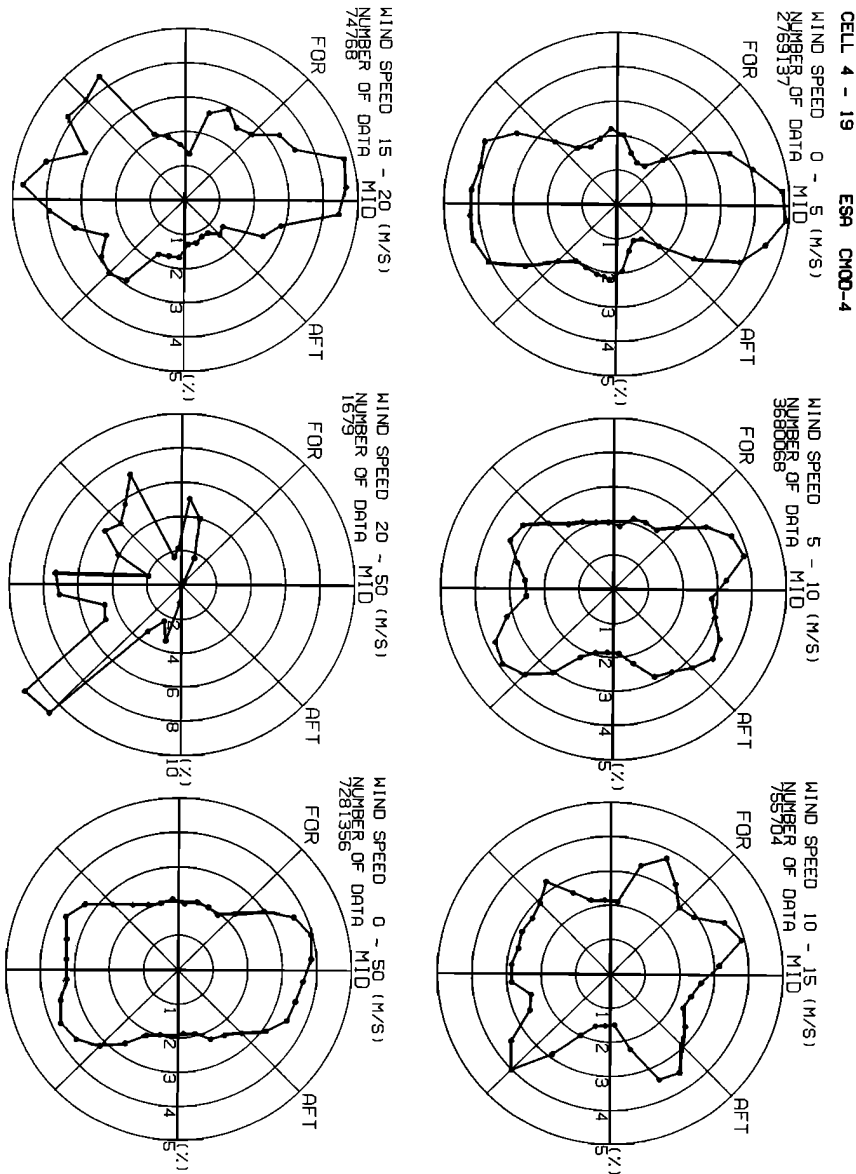 CELL 4 - 19 ESA CMOD-4
WIND SPEED 0 - 5 (M/S)
NUMBER OF DATA
2769137
MID
FOR
AFT
1
2
3
4
5
(%)
WIND SPEED 5 - 10 (M/S)
NUMBER OF DATA
3680068
MID
FOR
AFT
1
2
3
4
5
(%)
WIND SPEED 10 - 15 (M/S)
NUMBER OF DATA
755704
MID
FOR
AFT
1
2
3
4
5
(%)
WIND SPEED 15 - 20 (M/S)
NUMBER OF DATA
74768
MID
FOR
AFT
1
2
3
4
5
(%)
WIND SPEED 20 - 50 (M/S)
NUMBER OF DATA
1679
MID
FOR
AFT
2
4
6
8
10
(%)
WIND SPEED 0 - 50 (M/S)
NUMBER OF DATA
7281356
MID
FOR
AFT
1
2
3
4
5
(%)